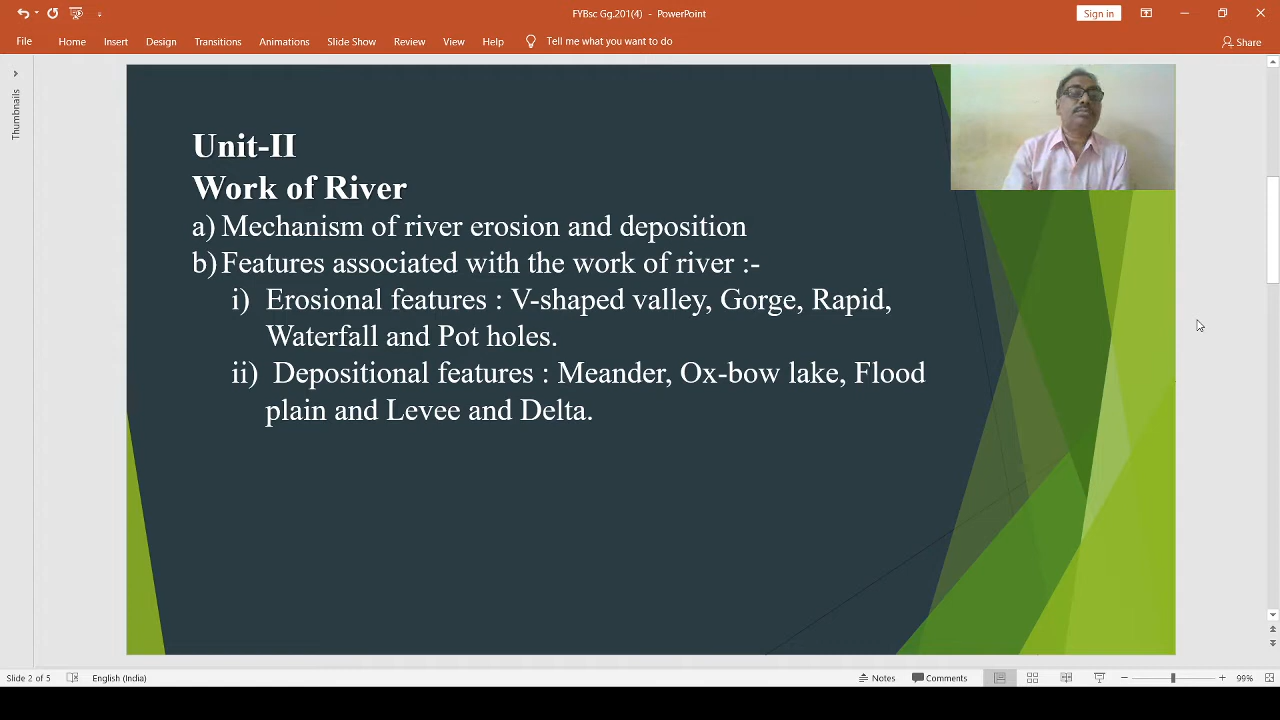 FYBsc Gg.201(4) - PowerPoint
Sign in
File Home Insert Design Transitions Animations Slide Show Review View Help Tell me what you want to do Share
Thumbnails
Unit-II
Work of River
a) Mechanism of river erosion and deposition
b) Features associated with the work of river :-
i) Erosional features : V-shaped valley, Gorge, Rapid,
Waterfall and Pot holes.
ii) Depositional features : Meander, Ox-bow lake, Flood
plain and Levee and Delta.
Slide 2 of 5 English (India) Notes Comments 99%